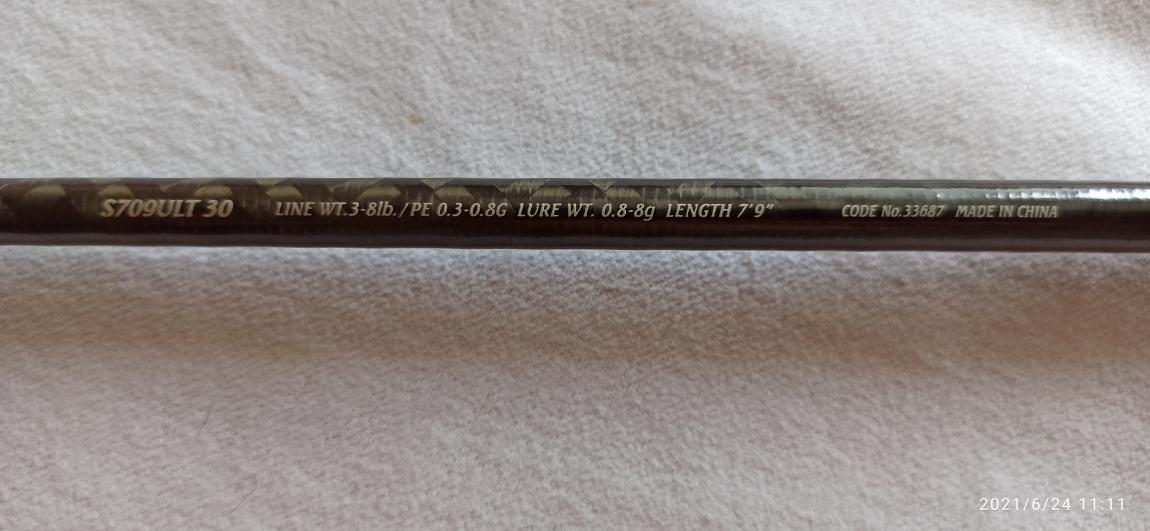 S709ULT 30 LINE WT.3-8lb./PE 0.3-0.8G LURE WT. 0.8-8g LENGTH 7'9" CODE No.33687 MADE IN CHINA
2021/6/24 11:11